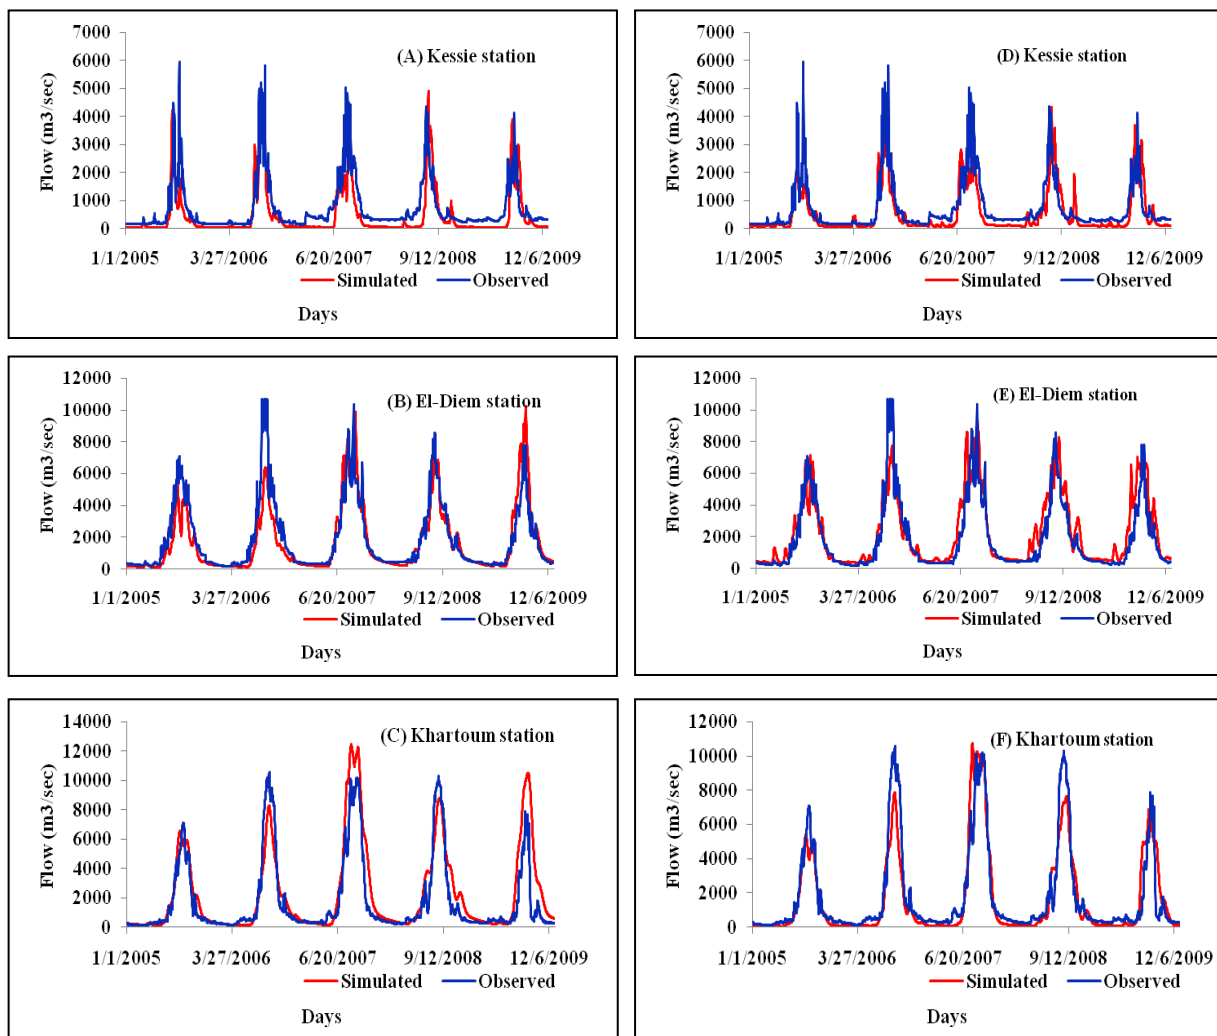 (A) Kessie station
Flow (m3/sec)
7000
6000
5000
4000
3000
2000
1000
0
1/1/2005 3/27/2006 6/20/2007 9/12/2008 12/6/2009
Simulated Observed
Days
(D) Kessie station
Flow (m3/sec)
7000
6000
5000
4000
3000
2000
1000
0
1/1/2005 3/27/2006 6/20/2007 9/12/2008 12/6/2009
Simulated Observed
Days
(B) El-Diem station
Flow (m3/sec)
12000
10000
8000
6000
4000
2000
0
1/1/2005 3/27/2006 6/20/2007 9/12/2008 12/6/2009
Simulated Observed
Days
(E) El-Diem station
Flow (m3/sec)
12000
10000
8000
6000
4000
2000
0
1/1/2005 3/27/2006 6/20/2007 9/12/2008 12/6/2009
Simulated Observed
Days
(C) Khartoum station
Flow (m3/sec)
14000
12000
10000
8000
6000
4000
2000
0
1/1/2005 3/27/2006 6/20/2007 9/12/2008 12/6/2009
Simulated Observed
Days
(F) Khartoum station
Flow (m3/sec)
12000
10000
8000
6000
4000
2000
0
1/1/2005 3/27/2006 6/20/2007 9/12/2008 12/6/2009
Simulated Observed
Days